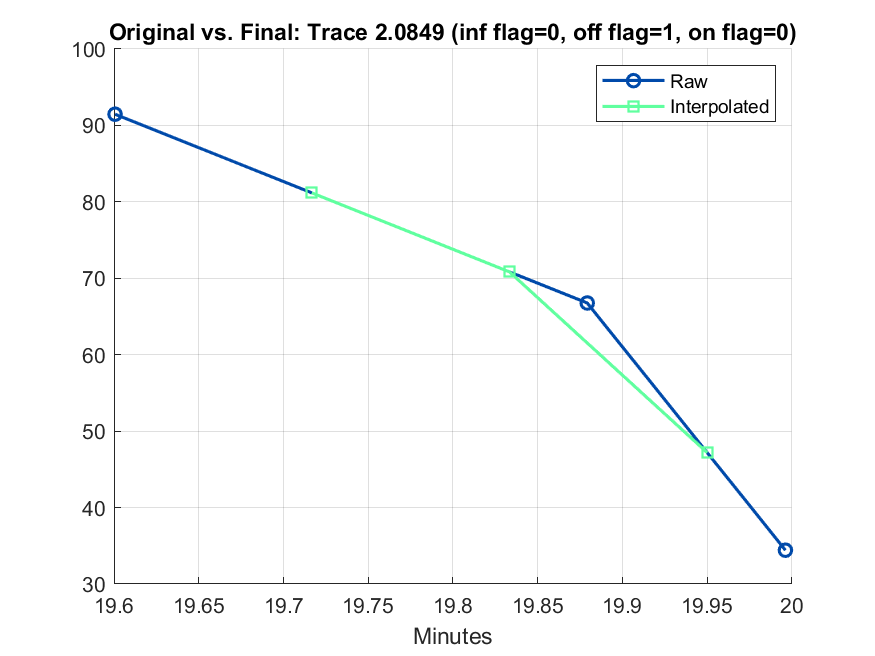 Original vs. Final: Trace 2.0849 (inf flag=0, off flag=1, on flag=0)
100
90
80
70
60
50
40
30
19.6 19.65 19.7 19.75 19.8 19.85 19.9 19.95 20
Minutes
Raw
Interpolated